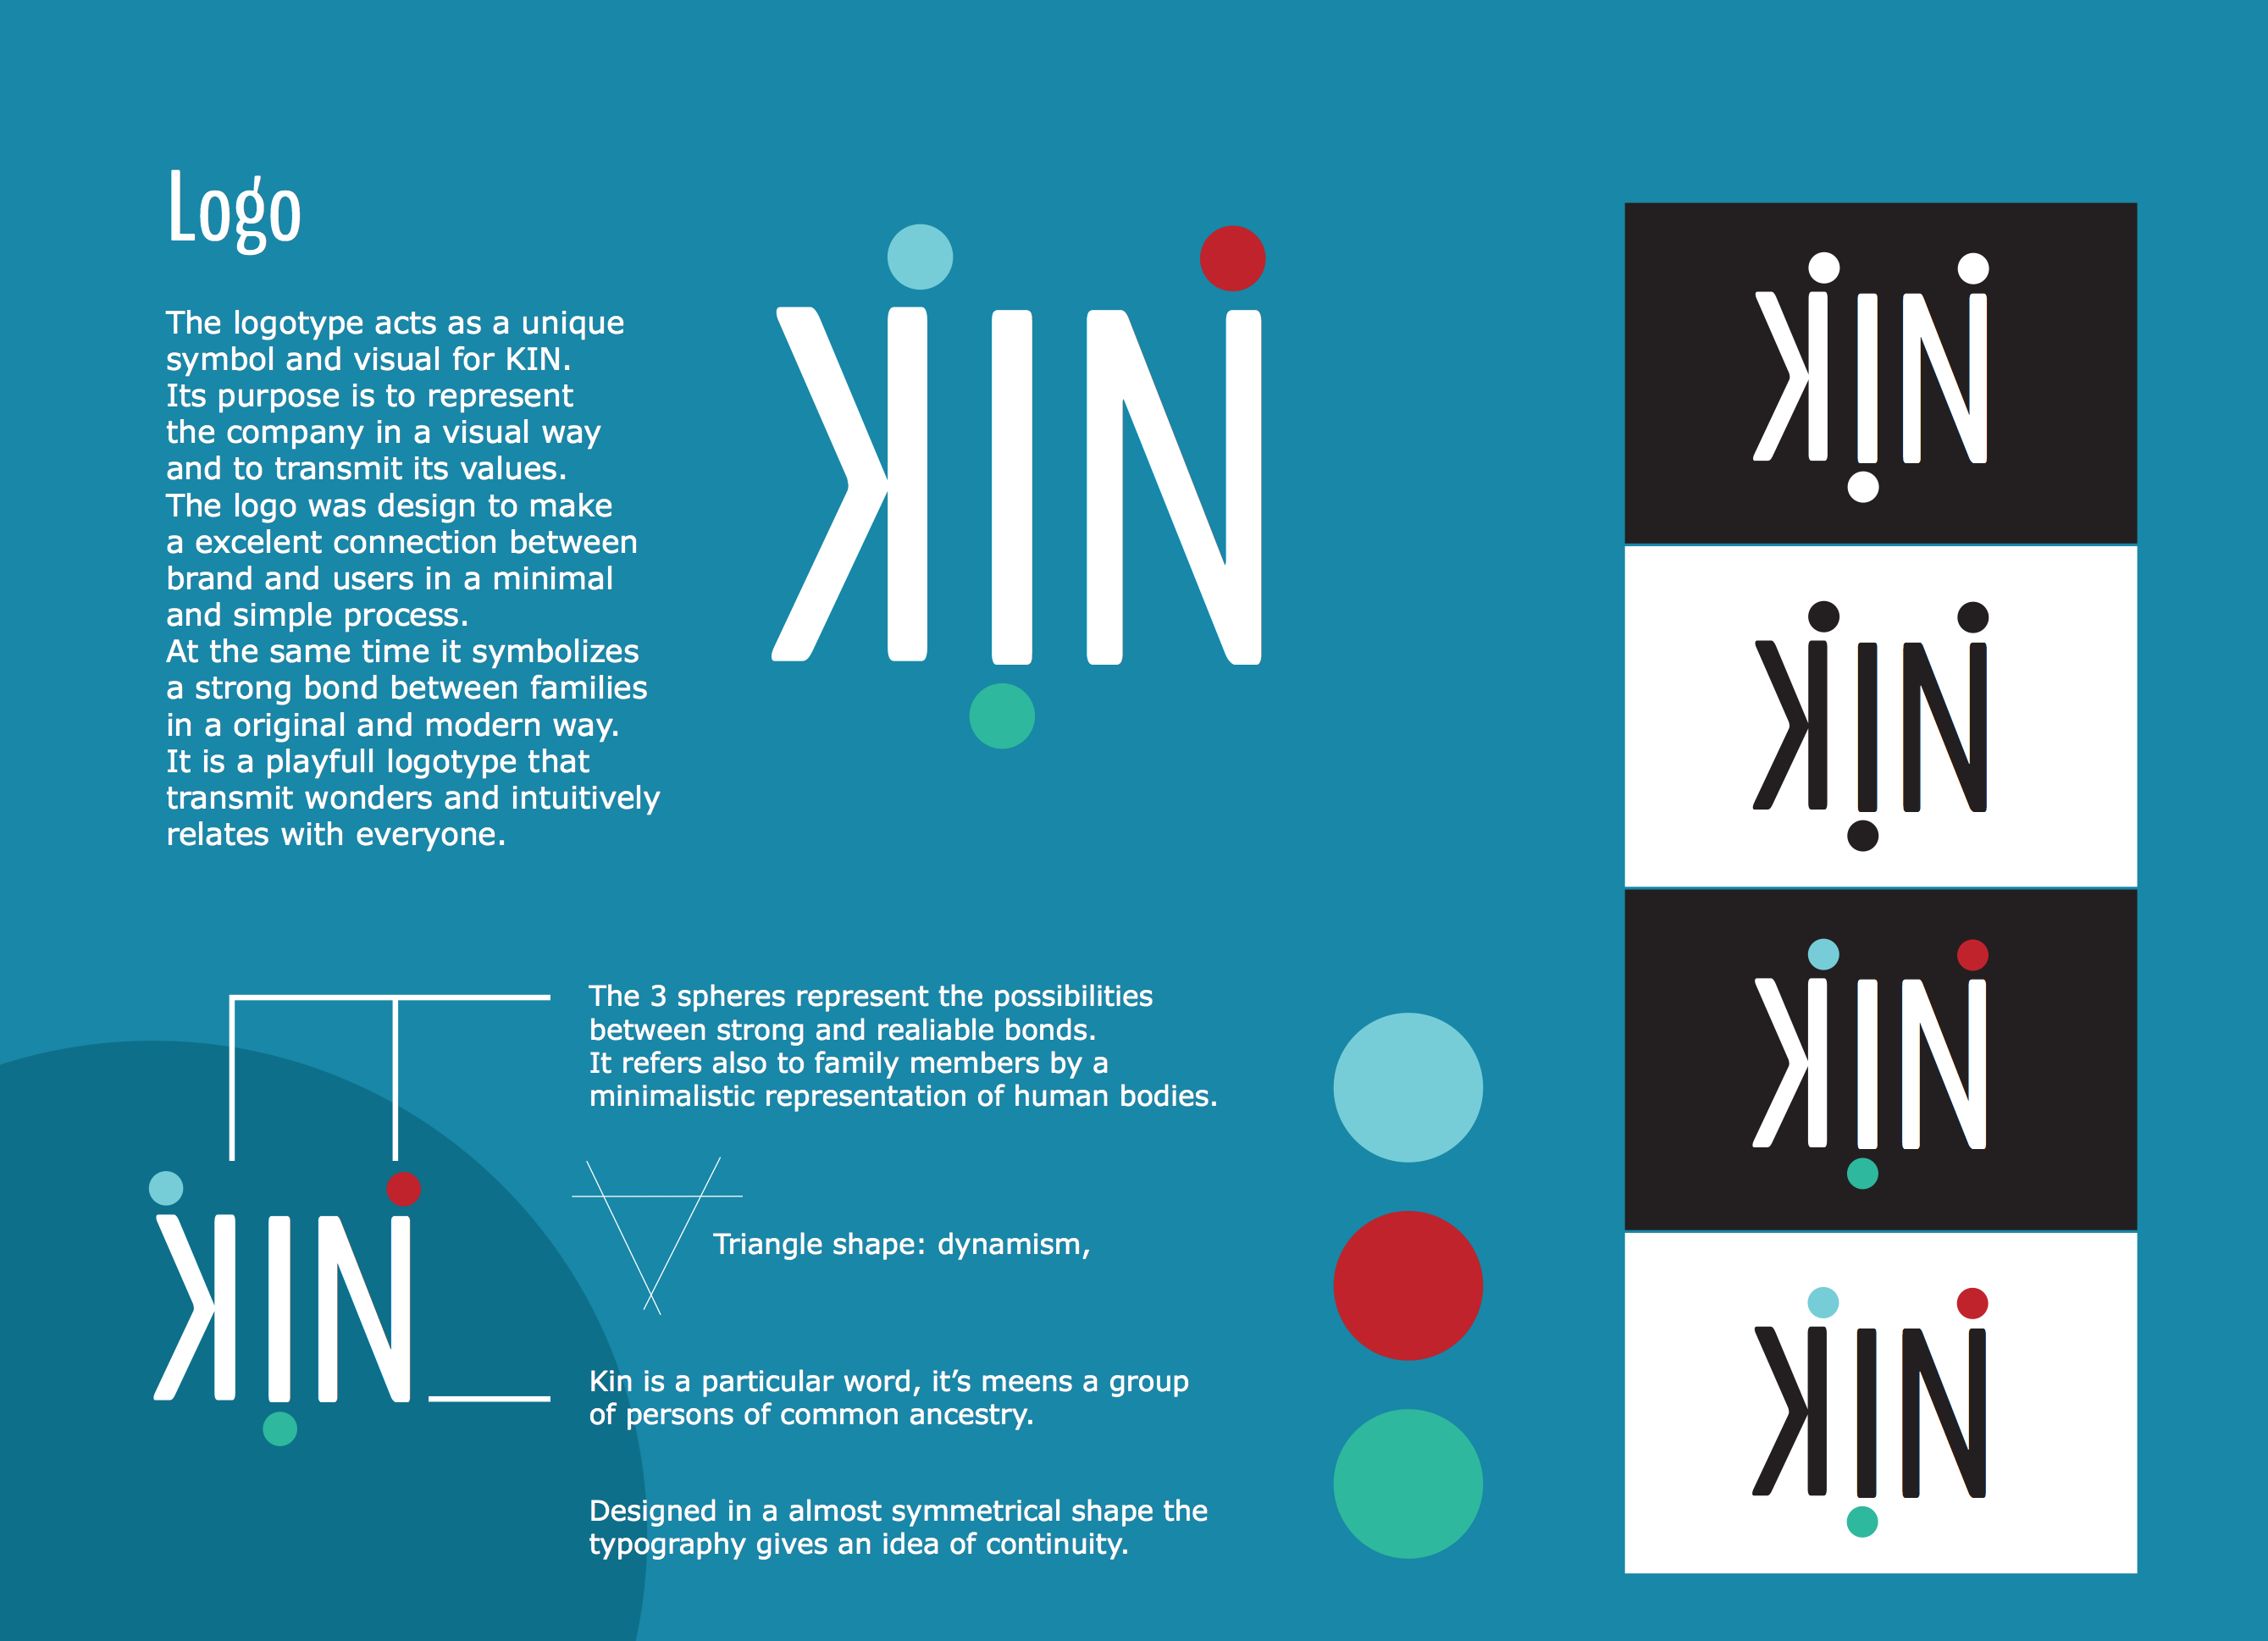 Logo
The logotype acts as a unique
symbol and visual for KIN.
Its purpose is to represent
the company in a visual way
and to transmit its values.
The logo was design to make
a excelent connection between
brand and users in a minimal
and simple process.
At the same time it symbolizes
a strong bond between families
in a original and modern way.
It is a playfull logotype that
transmit wonders and intuitively
relates with everyone.
KIN
The 3 spheres represent the possibilities
between strong and realiable bonds.
It refers also to family members by a
minimalistic representation of human bodies.
Triangle shape: dynamism,
KIN
Kin is a particular word, it’s meens a group
of persons of common ancestry.
Designed in a almost symmetrical shape the
typography gives an idea of continuity.
KIN
KIN
KIN
KIN